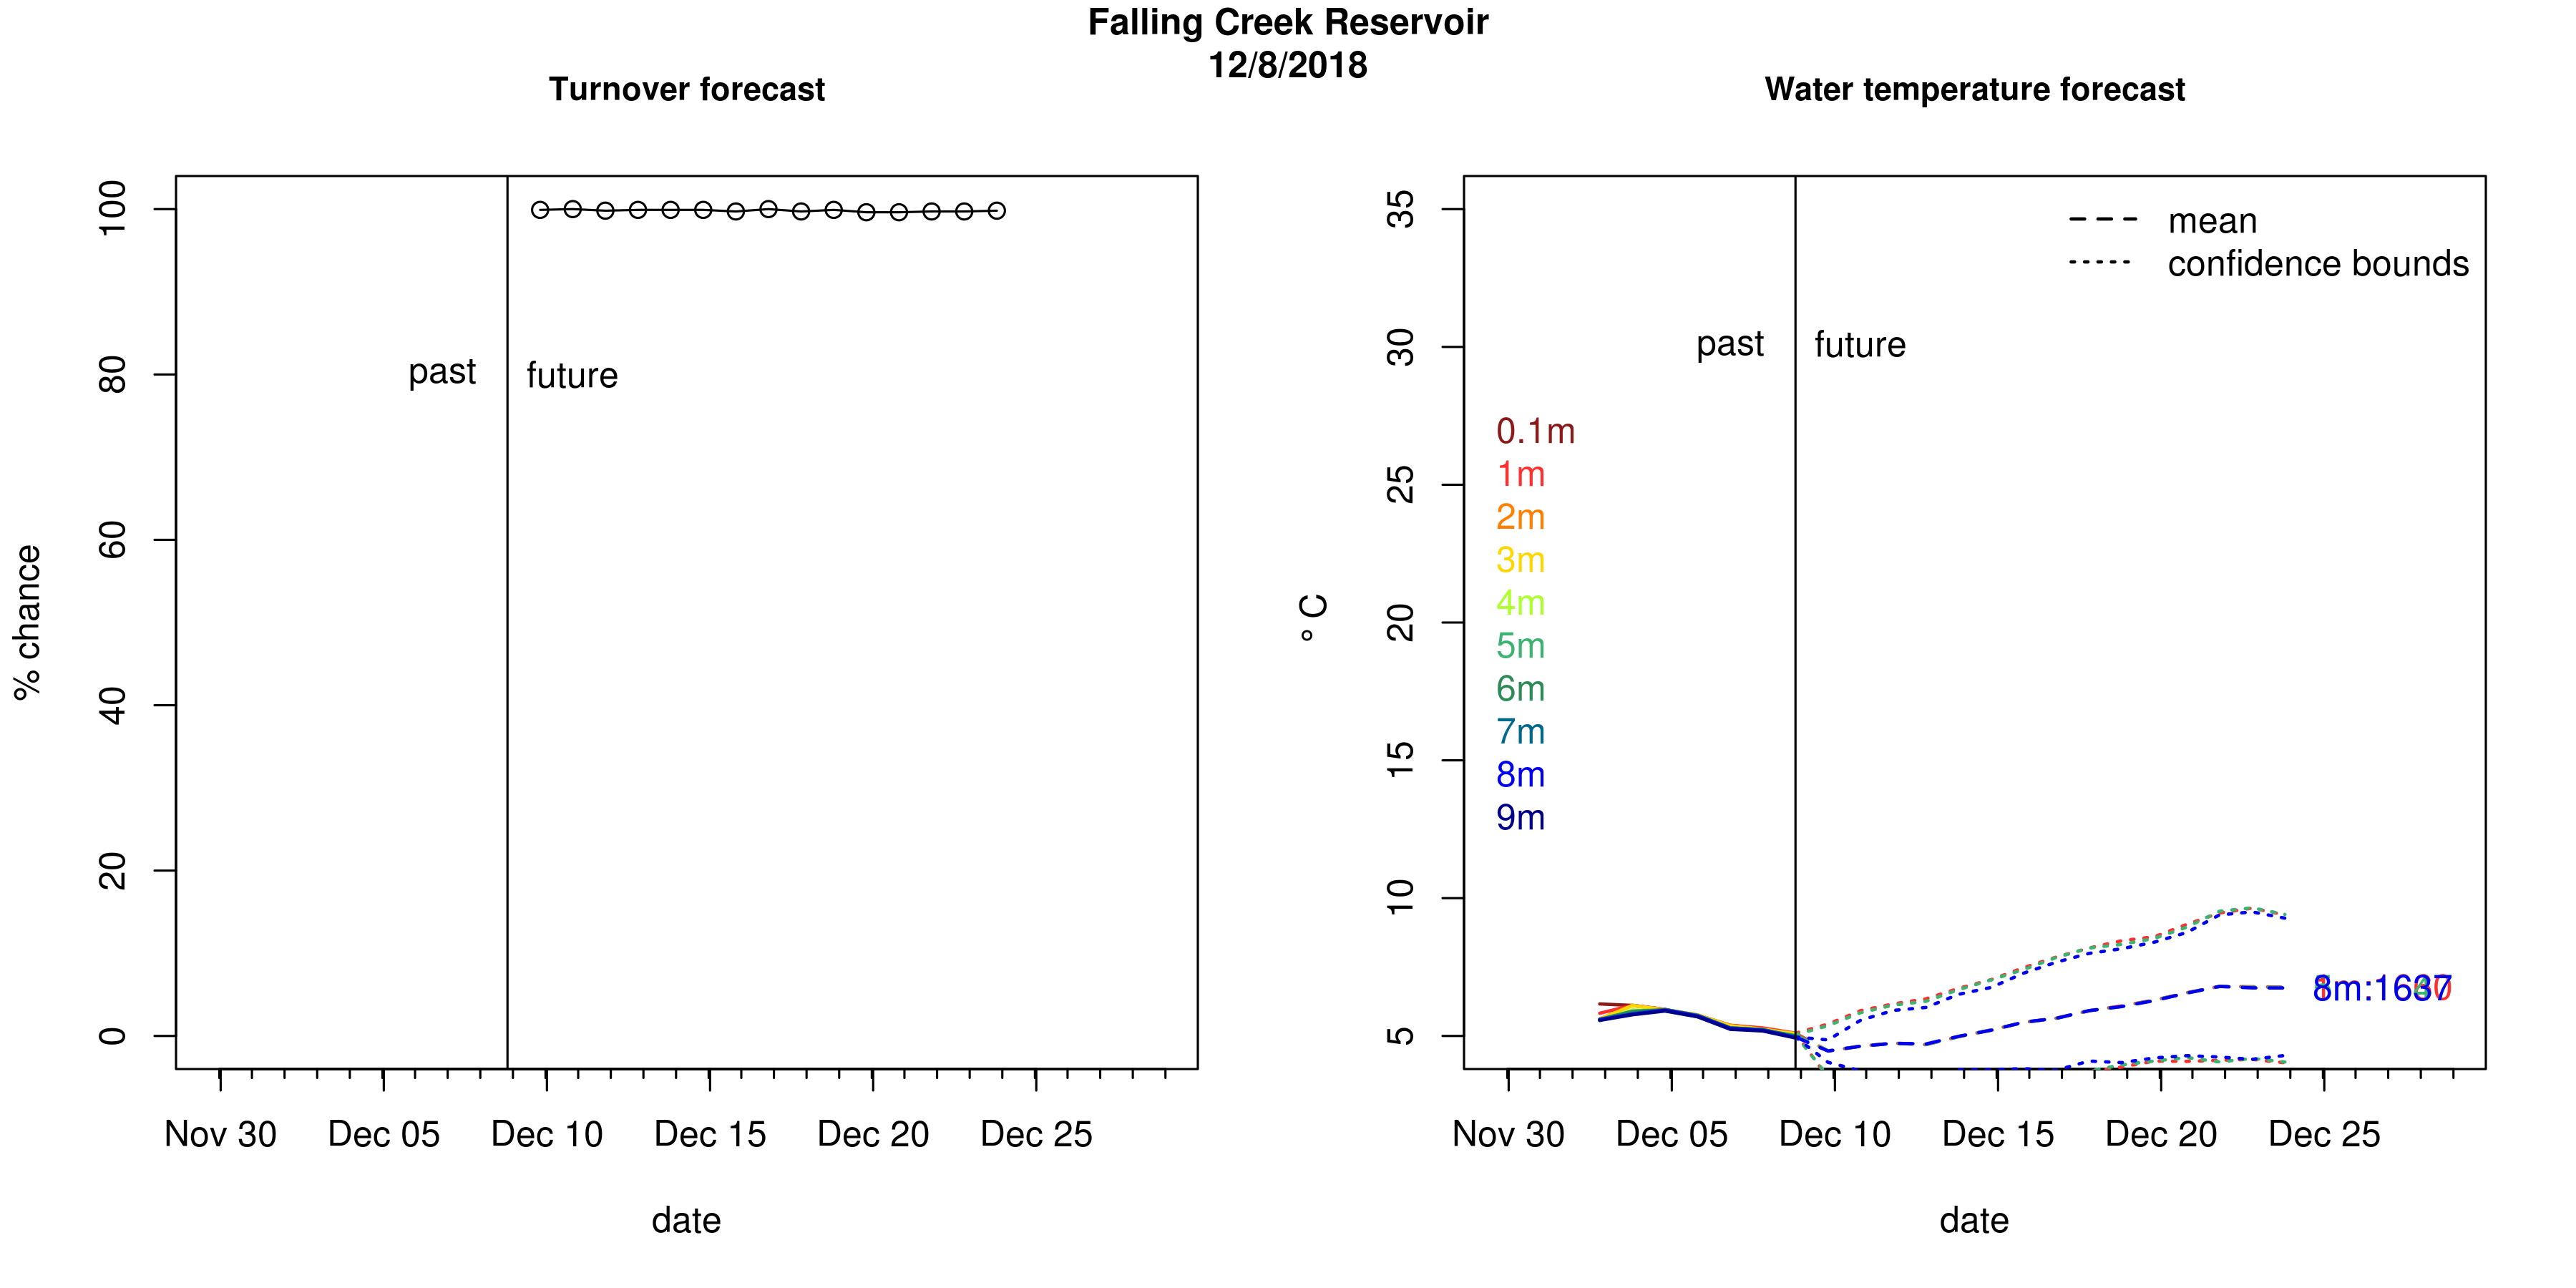 Falling Creek Reservoir
12/8/2018
Turnover forecast
% chance
100
80
60
40
20
0
past
future
Nov 30
Dec 05
Dec 10
Dec 15
Dec 20
Dec 25
date
Water temperature forecast
° C
35
30
25
20
15
10
5
mean
confidence bounds
past
future
0.1m
1m
2m
3m
4m
5m
6m
7m
8m
9m
Nov 30
Dec 05
Dec 10
Dec 15
Dec 20
Dec 25
date